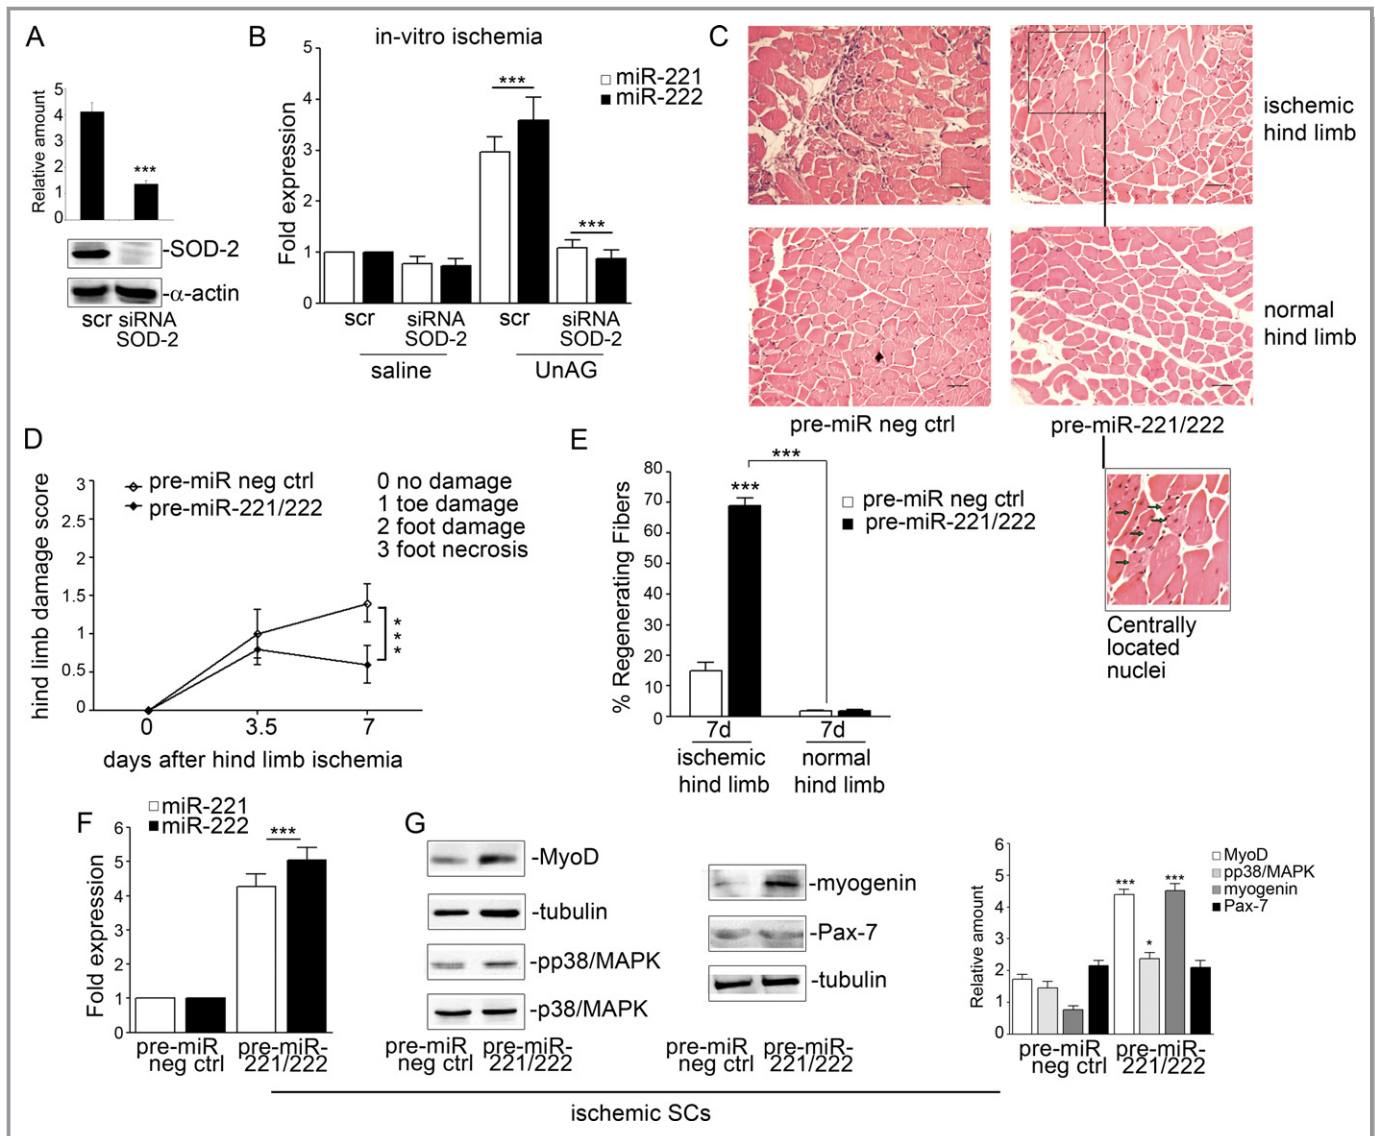 A
5
4
3
2
1
0
Relative amount
***
-SOD-2
-α-actin
scr siRNA
SOD-2
B
in-vitro ischemia
5
4
3
2
1
0
Fold expression
***
***
miR-221
miR-222
scr
siRNA
SOD-2
scr
siRNA
SOD-2
saline
UnAG
C
ischemic
hind limb
normal
hind limb
pre-miR neg ctrl
pre-miR-221/222
Centrally
located
nuclei
D
hind limb damage score
3
2.5
2
1.5
1
0.5
0
pre-miR neg ctrl
pre-miR-221/222
0 no damage
1 toe damage
2 foot damage
3 foot necrosis
***
0 3.5 7
days after hind limb ischemia
E
% Regenerating Fibers
80
70
60
50
40
30
20
10
0
***
***
pre-miR neg ctrl
pre-miR-221/222
7d
7d
ischemic
hind limb
normal
hind limb
F
miR-221
miR-222
Fold expression
6
5
4
3
2
1
0
***
pre-miR
neg ctrl
pre-miR-
221/222
G
-MyoD
-tubulin
-pp38/MAPK
-p38/MAPK
pre-miR
neg ctrl
pre-miR-
221/222
-myogenin
-Pax-7
-tubulin
pre-miR
neg ctrl
pre-miR-
221/222
Relative amount
6
5
4
3
2
1
0
MyoD
pp38/MAPK
myogenin
Pax-7
***
*
***
pre-miR
neg ctrl
pre-miR-
221/222
ischemic SCs